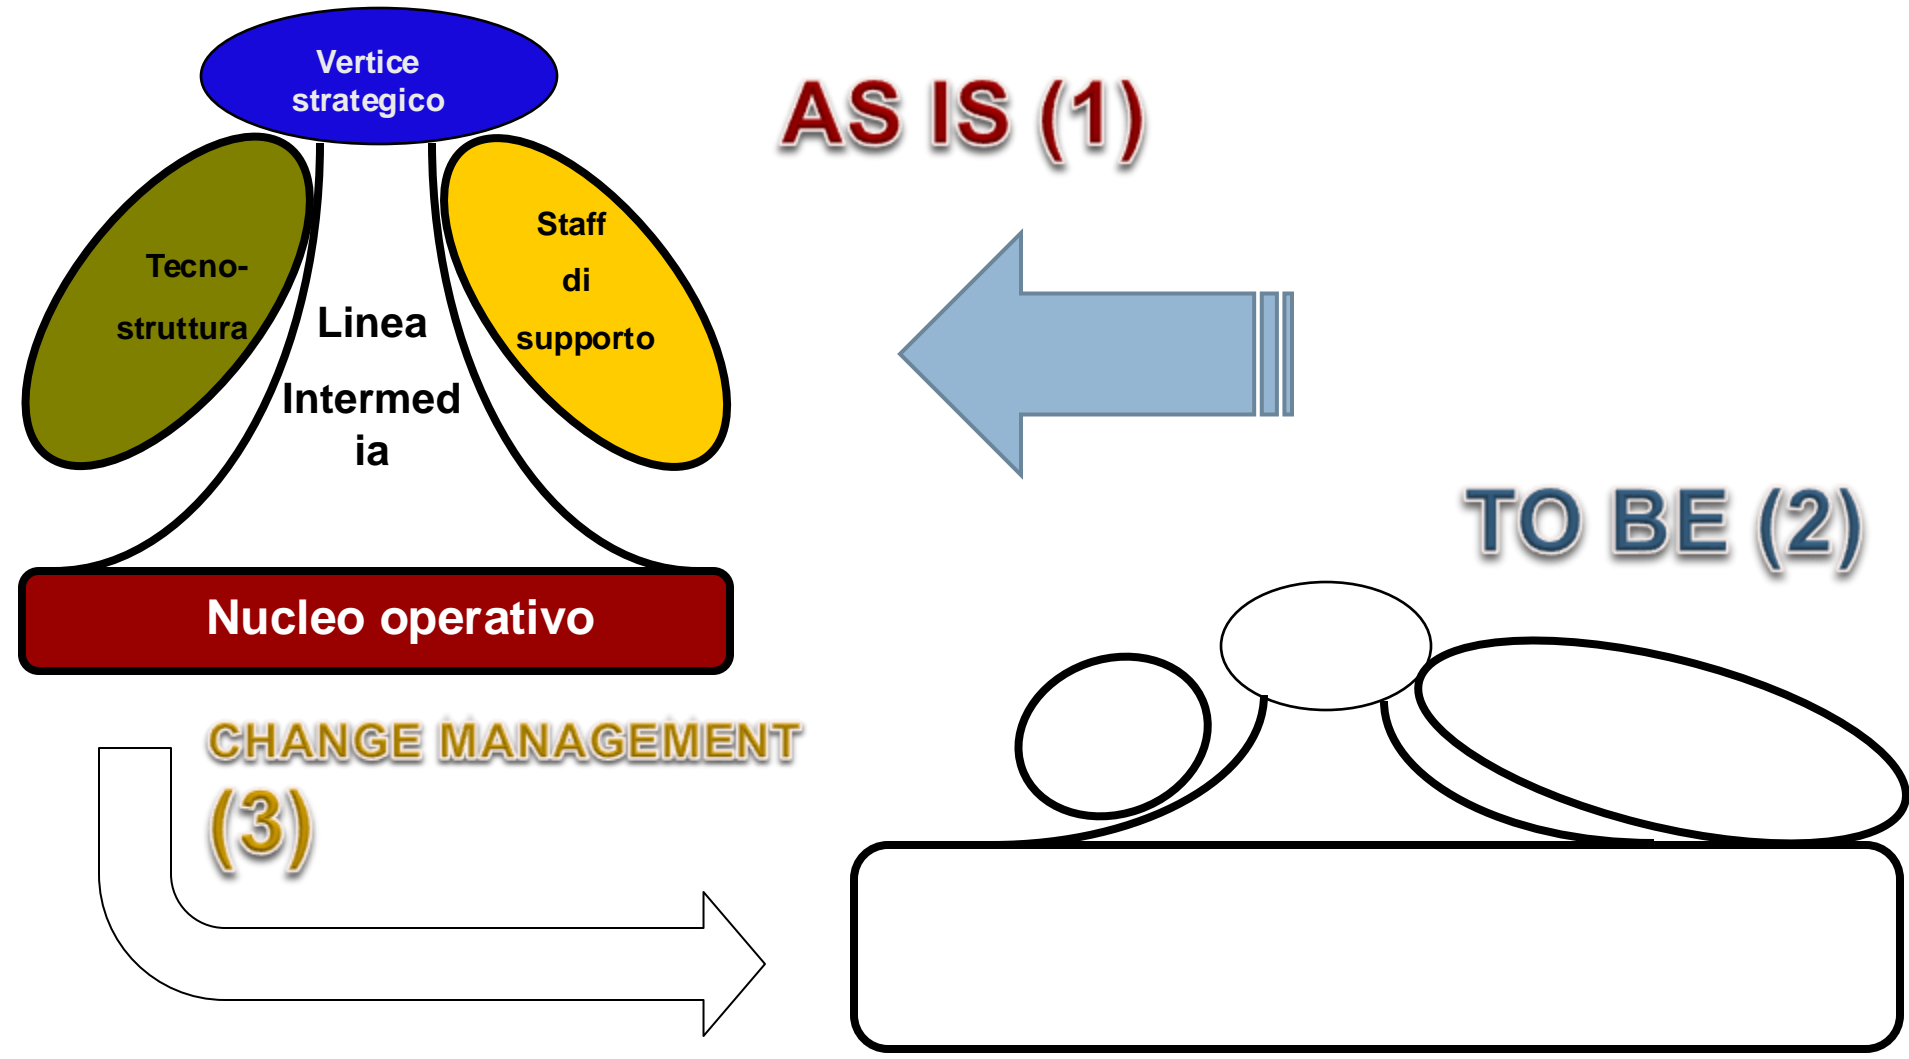 Vertice
strategico
AS IS (1)
Tecno-
struttura
Linea
Intermed
ia
Staff
di
supporto
TO BE (2)
Nucleo operativo
CHANGE MANAGEMENT
(3)